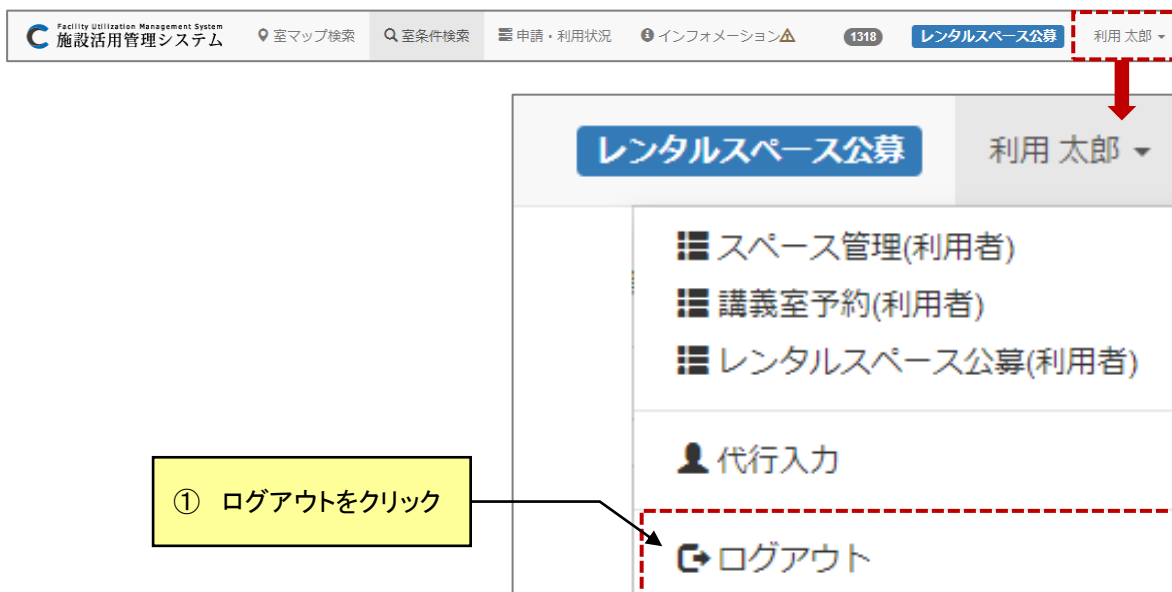 Facility Utilization Management System
施設活用管理システム
室マップ検索 室条件検索 申請・利用状況 インフォメーション 1318 レンタルスペース公募 利用 太郎
レンタルスペース公募 利用 太郎
スペース管理(利用者)
講義室予約(利用者)
レンタルスペース公募(利用者)
代行入力
① ログアウトをクリック
ログアウト